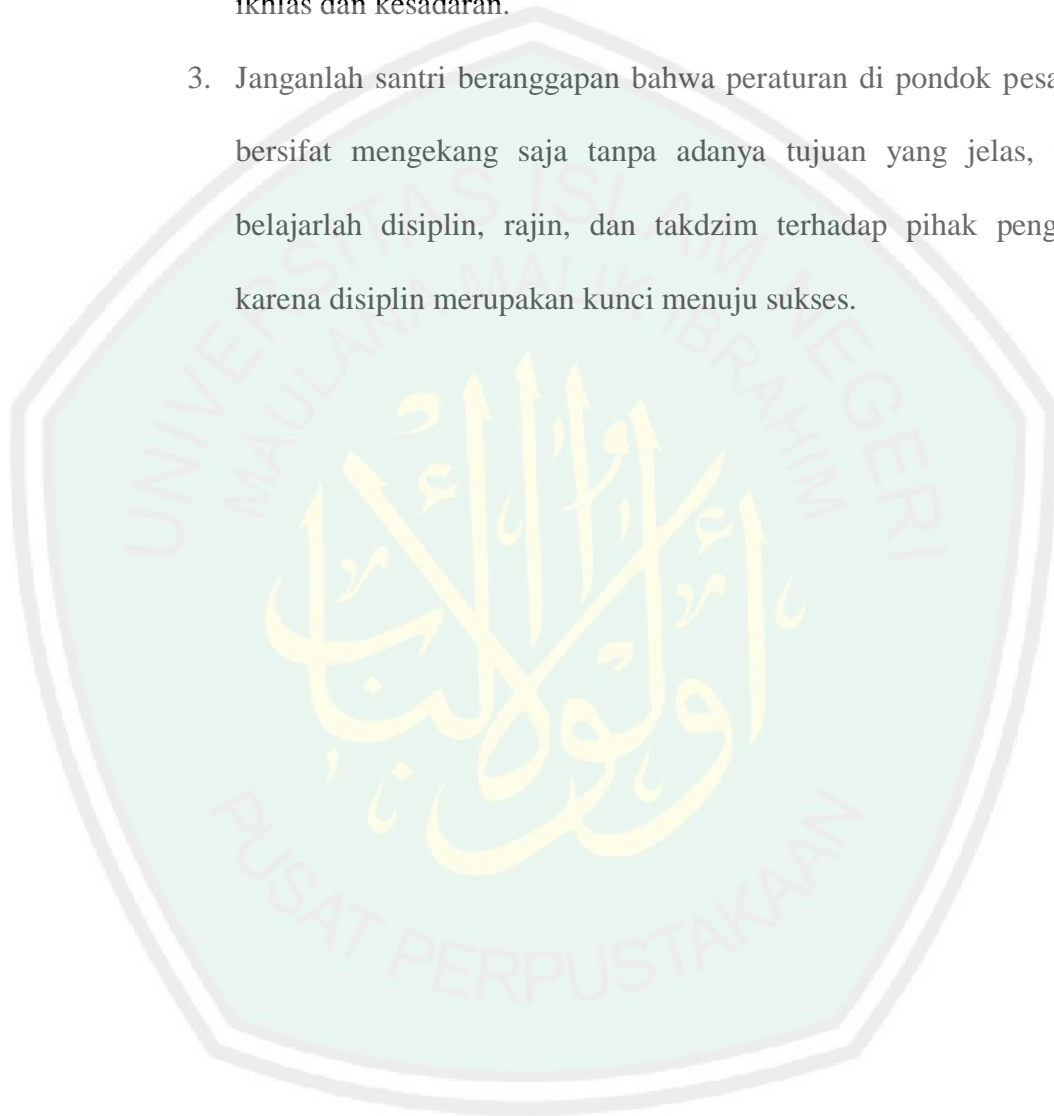 ikhlas dan kesadaran.
3. Janganlah santri beranggapan bahwa peraturan di pondok
bersifat mengekang saja tanpa adanya tujuan yang jelas,
belajarlah disiplin, rajin, dan takdzim terhadap pihak
karena disiplin merupakan kunci menuju sukses.
UNIVERSITAS ISLAM NEGERI
MAULANA MALIK IBRAHIM
PUSAT PERPUSTAKAAN